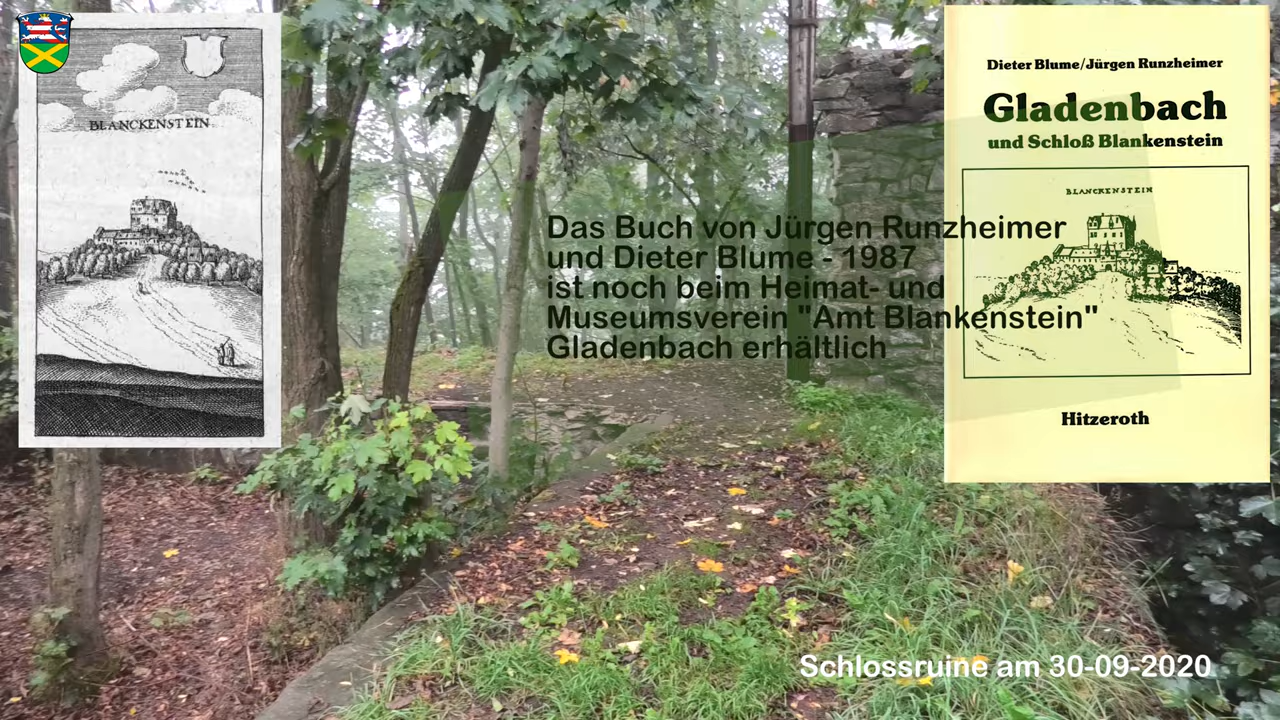 BLANCKENSTEIN
Das Buch von Jürgen Runzheimer
und Dieter Blume - 1987
ist noch beim Heimat- und
Museumsverein "Amt Blankenstein"
Gladenbach erhältlich
Dieter Blume/Jürgen Runzheimer
Gladenbach
und Schloß Blankenstein
BLANCKENSTEIN
Hitzeroth
Schlossruine am 30-09-2020